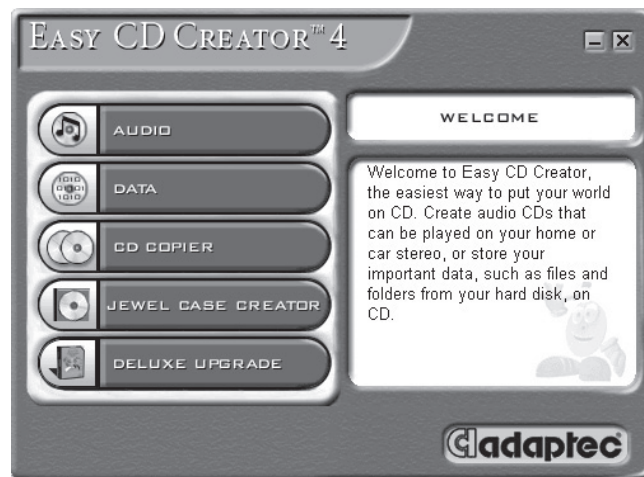 EASY CD CREATOR™ 4
AUDIO
DATA
CD COPIER
JEWEL CASE CREATOR
DELUXE UPGRADE
WELCOME
Welcome to Easy CD Creator,
the easiest way to put your world
on CD. Create audio CDs that
can be played on your home or
car stereo, or store your
important data, such as files and
folders from your hard disk, on
CD.
adaptec